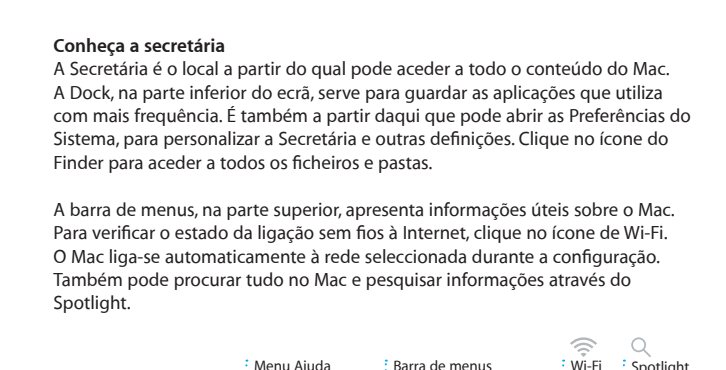 Conheça a secretária
A Secretária é o local a partir do qual pode aceder a todo o conteúdo do Mac.
A Dock, na parte inferior do ecrã, serve para guardar as aplicações que utiliza
com mais frequência. É também a partir daqui que pode abrir as Preferências do
Sistema, para personalizar a Secretária e outras definições. Clique no ícone do
Finder para aceder a todos os ficheiros e pastas.
A barra de menus, na parte superior, apresenta informações úteis sobre o Mac.
Para verificar o estado da ligação sem fios à Internet, clique no ícone de Wi-Fi.
O Mac liga-se automaticamente à rede seleccionada durante a configuração.
Também pode procurar tudo no Mac e pesquisar informações através do
Spotlight.
Menu Ajuda Barra de menus Wi-Fi Spotlight